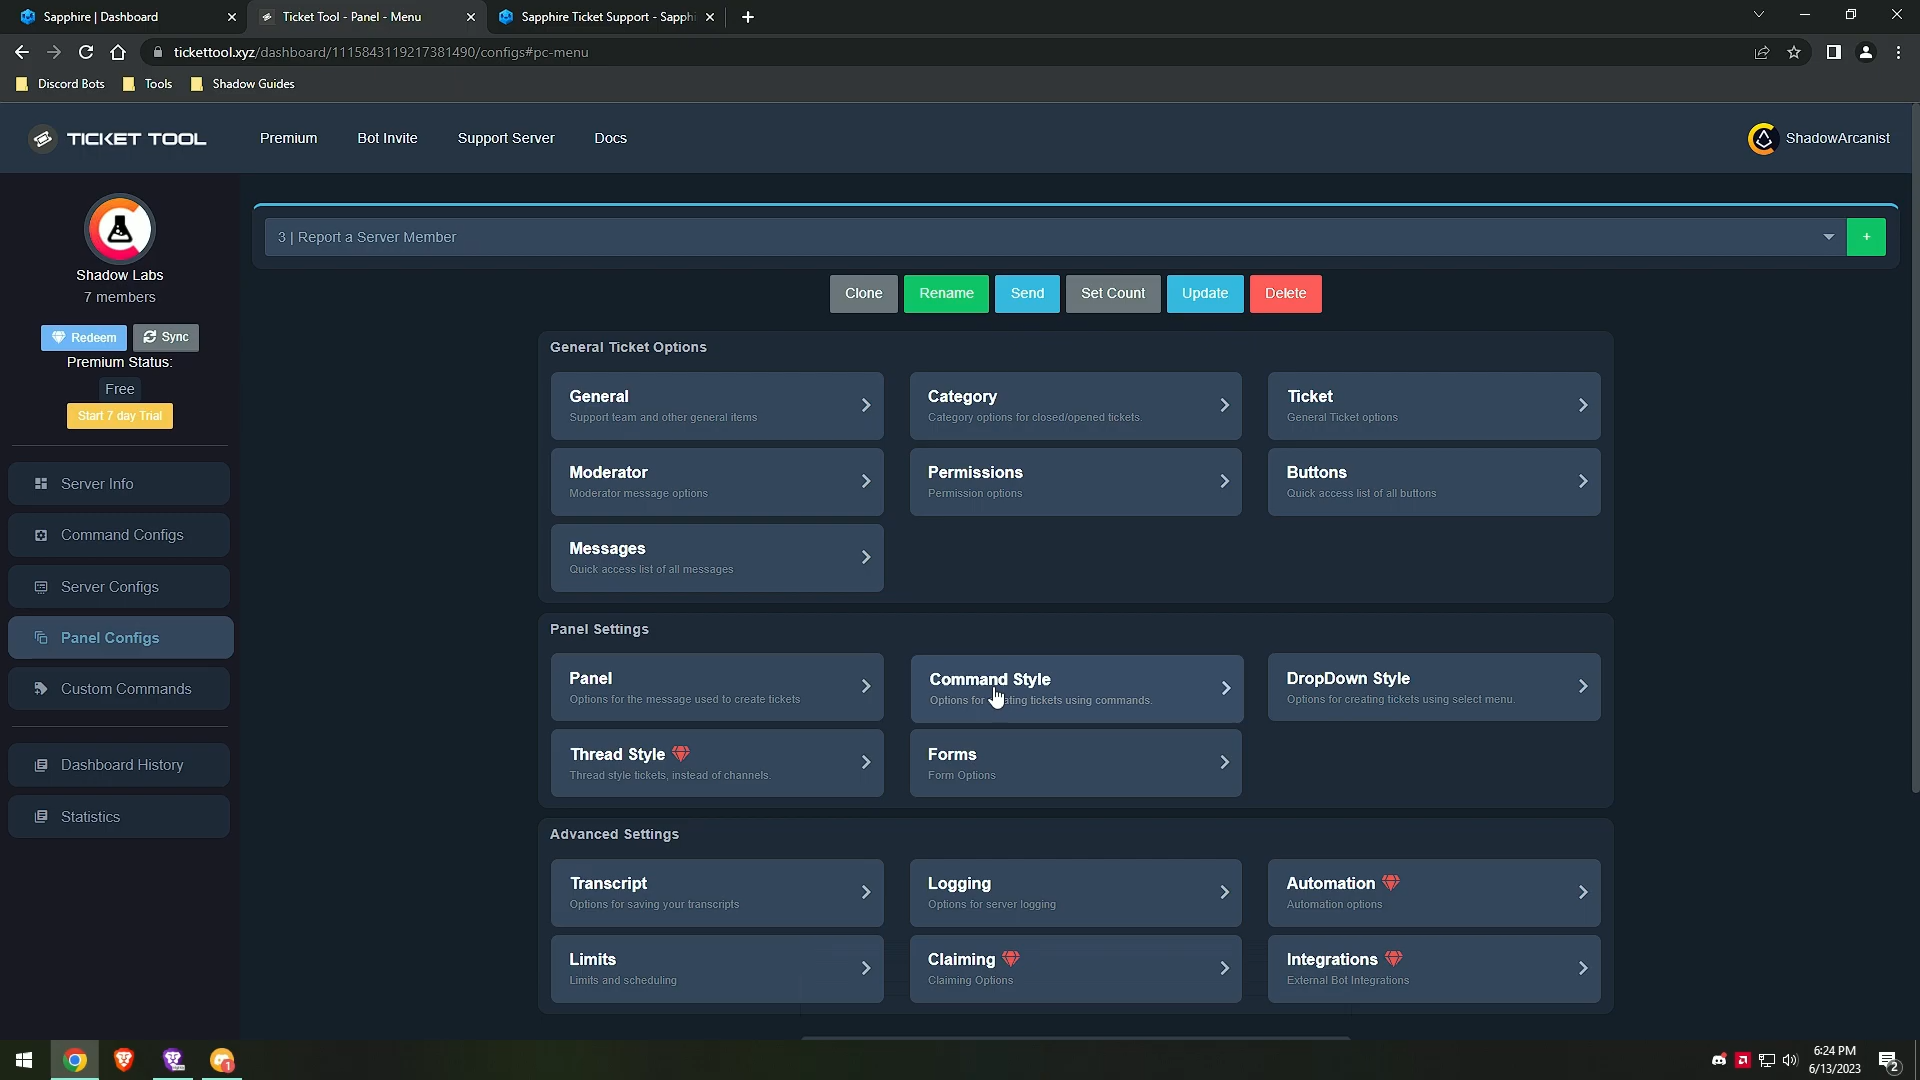 Sapphire | Dashboard
Ticket Tool - Panel - Menu
Sapphire Ticket Support - Sapphi
tickettool.xyz/dashboard/1115843119217381490/configs#pc-menu
Discord Bots
Tools
Shadow Guides
TICKET TOOL
Premium
Bot Invite
Support Server
Docs
ShadowArcanist
Shadow Labs
7 members
Redeem
Sync
Premium Status:
Free
Start 7 day Trial
Server Info
Command Configs
Server Configs
Panel Configs
Custom Commands
Dashboard History
Statistics
3 | Report a Server Member
+
Clone
Rename
Send
Set Count
Update
Delete
General Ticket Options
General
Support team and other general items
Category
Category options for closed/opened tickets.
Ticket
General Ticket options
Moderator
Moderator message options
Permissions
Permission options
Buttons
Quick access list of all buttons
Messages
Quick access list of all messages
Panel Settings
Panel
Options for the message used to create tickets
Command Style
Options for ating tickets using commands.
DropDown Style
Options for creating tickets using select menu.
Thread Style
Thread style tickets, instead of channels.
Forms
Form Options
Advanced Settings
Transcript
Options for saving your transcripts
Logging
Options for server logging
Automation
Automation options
Limits
Limits and scheduling
Claiming
Claiming Options
Integrations
External Bot Integrations
1
6:24 PM
6/13/2023
2